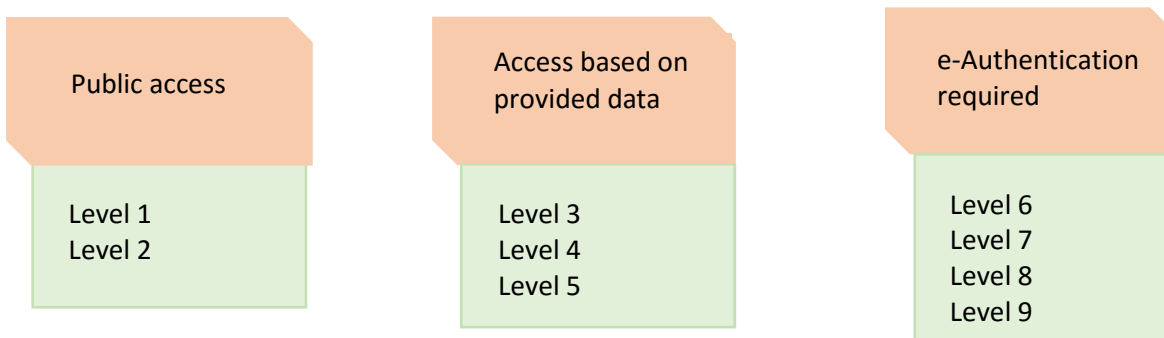 Public access
Level 1
Level 2
Access based on
provided data
Level 3
Level 4
Level 5
e-Authentication
required
Level 6
Level 7
Level 8
Level 9